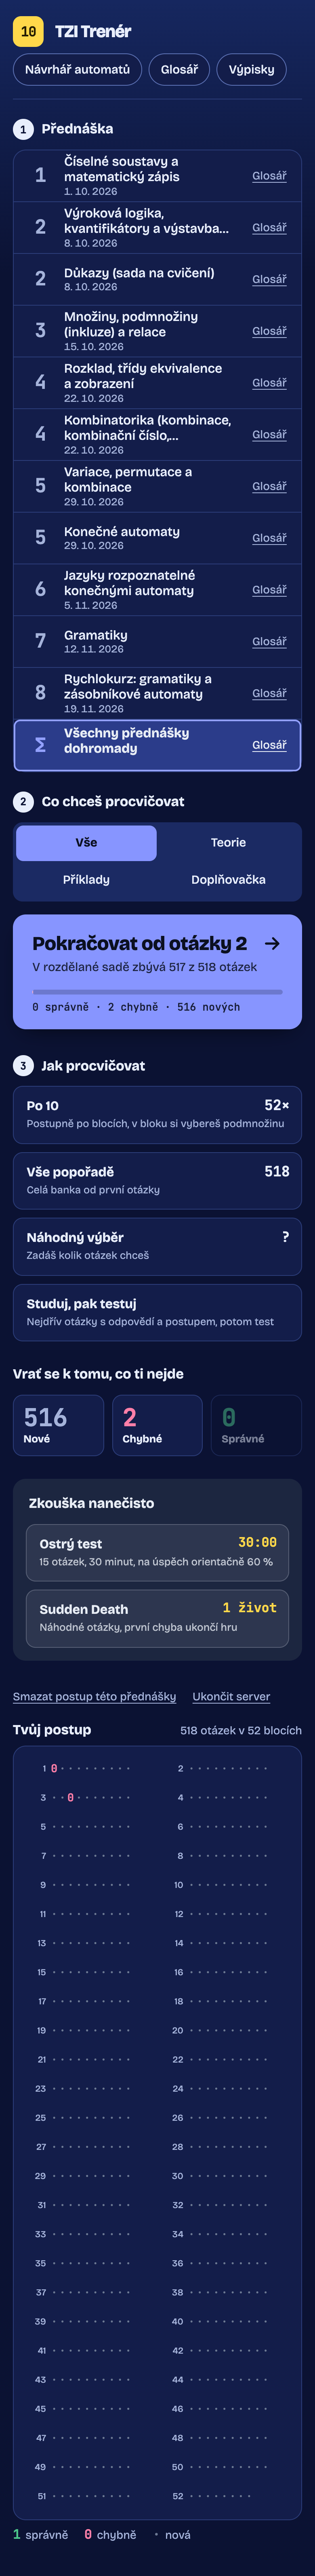 10 TZI Trenér
Návrhář automatů Glosář Výpisky
1 Přednáška
1 Číselné soustavy a
matematický zápis
1. 10. 2026
Glosář
2 Výroková logika,
kvantifikátory a výstavba...
8. 10. 2026
Glosář
2 Důkazy (sada na cvičení)
8. 10. 2026
Glosář
3 Množiny, podmnožiny
(inkluze) a relace
15. 10. 2026
Glosář
4 Rozklad, třídy ekvivalence
a zobrazení
22. 10. 2026
Glosář
4 Kombinatorika (kombinace,
kombinační číslo,...
22. 10. 2026
Glosář
5 Variace, permutace a
kombinace
29. 10. 2026
Glosář
5 Konečné automaty
29. 10. 2026
Glosář
6 Jazyky rozpoznatelné
konečnými automaty
5. 11. 2026
Glosář
7 Gramatiky
12. 11. 2026
Glosář
8 Rychlokurz: gramatiky a
zásobníkové automaty
19. 11. 2026
Glosář
Σ Všechny přednášky
dohromady
Glosář
2 Co chceš procvičovat
Vše Teorie
Příklady Doplňovačka
Pokračovat od otázky 2 →
V rozdělané sadě zbývá 517 z 518 otázek
0 správně · 2 chybně · 516 nových
3 Jak procvičovat
Po 10 52×
Postupně po blocích, v bloku si vybereš podmnožinu
Vše popořadě 518
Celá banka od první otázky
Náhodný výběr ?
Zadáš kolik otázek chceš
Studuj, pak testuj
Nejdřív otázky s odpovědí a postupem, potom test
Vrať se k tomu, co ti nejde
516 2 0
Nové Chybné Správné
Zkouška nanečisto
Ostrý test 30:00
15 otázek, 30 minut, na úspěch orientačně 60 %
Sudden Death 1 život
Náhodné otázky, první chyba ukončí hru
Smazat postup této přednášky Ukončit server
Tvůj postup 518 otázek v 52 blocích
1 0 · · · · · · · · · 2 · · · · · · · · · ·
3 · · 0 · · · · · · · 4 · · · · · · · · · ·
5 · · · · · · · · · · 6 · · · · · · · · · ·
7 · · · · · · · · · · 8 · · · · · · · · · ·
9 · · · · · · · · · · 10 · · · · · · · · · ·
11 · · · · · · · · · · 12 · · · · · · · · · ·
13 · · · · · · · · · · 14 · · · · · · · · · ·
15 · · · · · · · · · · 16 · · · · · · · · · ·
17 · · · · · · · · · · 18 · · · · · · · · · ·
19 · · · · · · · · · · 20 · · · · · · · · · ·
21 · · · · · · · · · · 22 · · · · · · · · · ·
23 · · · · · · · · · · 24 · · · · · · · · · ·
25 · · · · · · · · · · 26 · · · · · · · · · ·
27 · · · · · · · · · · 28 · · · · · · · · · ·
29 · · · · · · · · · · 30 · · · · · · · · · ·
31 · · · · · · · · · · 32 · · · · · · · · · ·
33 · · · · · · · · · · 34 · · · · · · · · · ·
35 · · · · · · · · · · 36 · · · · · · · · · ·
37 · · · · · · · · · · 38 · · · · · · · · · ·
39 · · · · · · · · · · 40 · · · · · · · · · ·
41 · · · · · · · · · · 42 · · · · · · · · · ·
43 · · · · · · · · · · 44 · · · · · · · · · ·
45 · · · · · · · · · · 46 · · · · · · · · · ·
47 · · · · · · · · · · 48 · · · · · · · · · ·
49 · · · · · · · · · · 50 · · · · · · · · · ·
51 · · · · · · · · · · 52 · · · · · · · ·
1 správně 0 chybně · nová